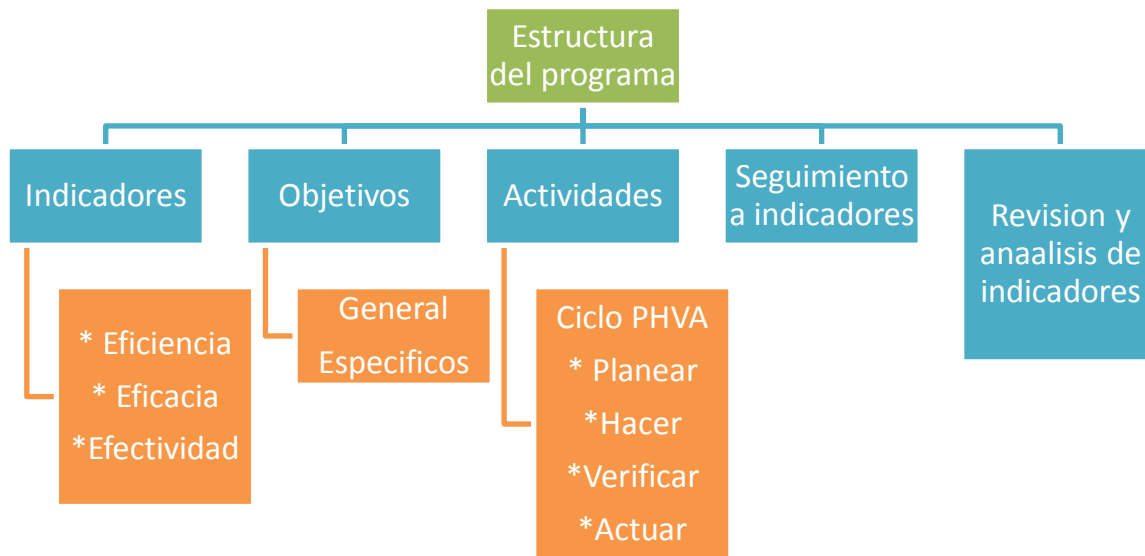 Estructura
del programa
Indicadores
Objetivos
Actividades
Seguimiento
a indicadores
Revision y
anaalisis de
indicadores
* Eficiencia
* Eficacia
*Efectividad
General
Especificos
Ciclo PHVA
* Planear
*Hacer
*Verificar
*Actuar